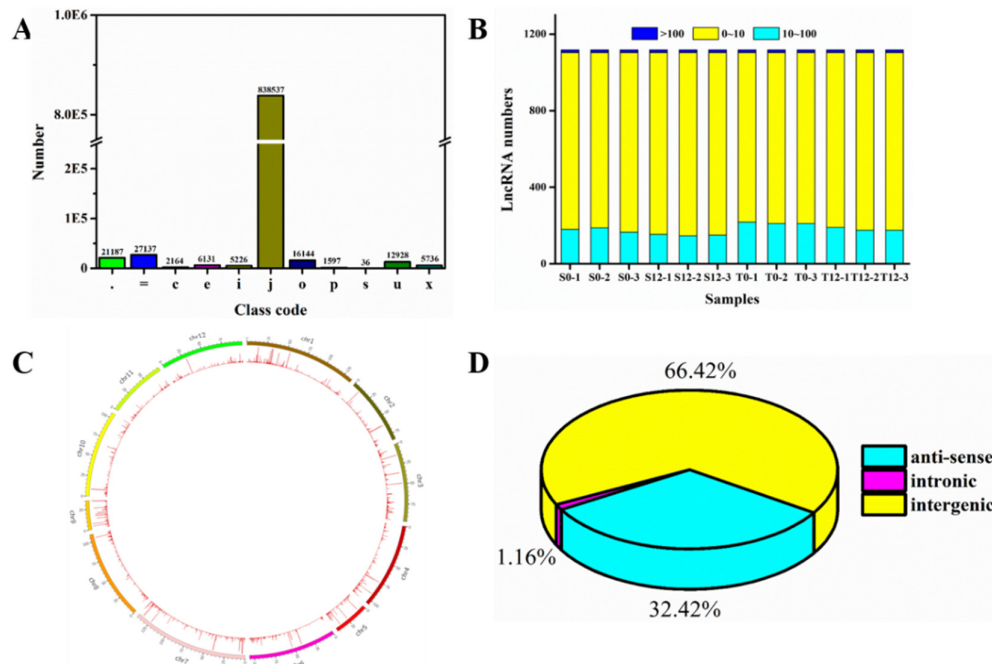 A
1.0E6
8.0E5
2E5
1E5
0
Number
21187
27137
2164
6131
5226
838537
16144
1597
36
12928
5736
. = c e i j o p s u x
Class code
B
>100 0~10 10~100
1200
800
400
0
LncRNA numbers
S0-1 S0-2 S0-3 S12-1 S12-2 S12-3 T0-1 T0-2 T0-3 T12-1 T12-2 T12-3
Samples
C
chr1
chr2
chr3
chr4
chr5
chr7
chr8
chr9
chr10
chr11
chr12
D
66.42%
1.16%
32.42%
anti-sense
intronic
intergenic